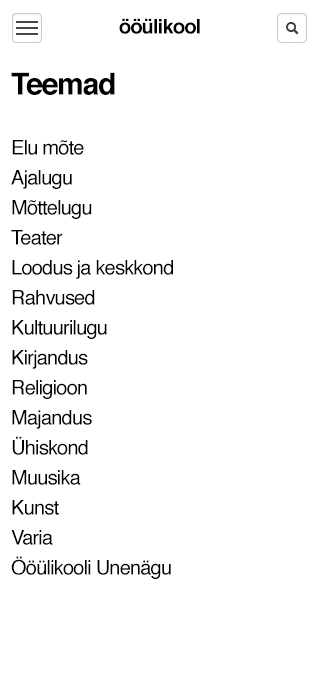 ööülikool
Teemad
Elu mõte
Ajalugu
Mõttelugu
Teater
Loodus ja keskkond
Rahvused
Kultuurilugu
Kirjandus
Religioon
Majandus
Ühiskond
Muusika
Kunst
Varia
Ööülikooli Unenägu